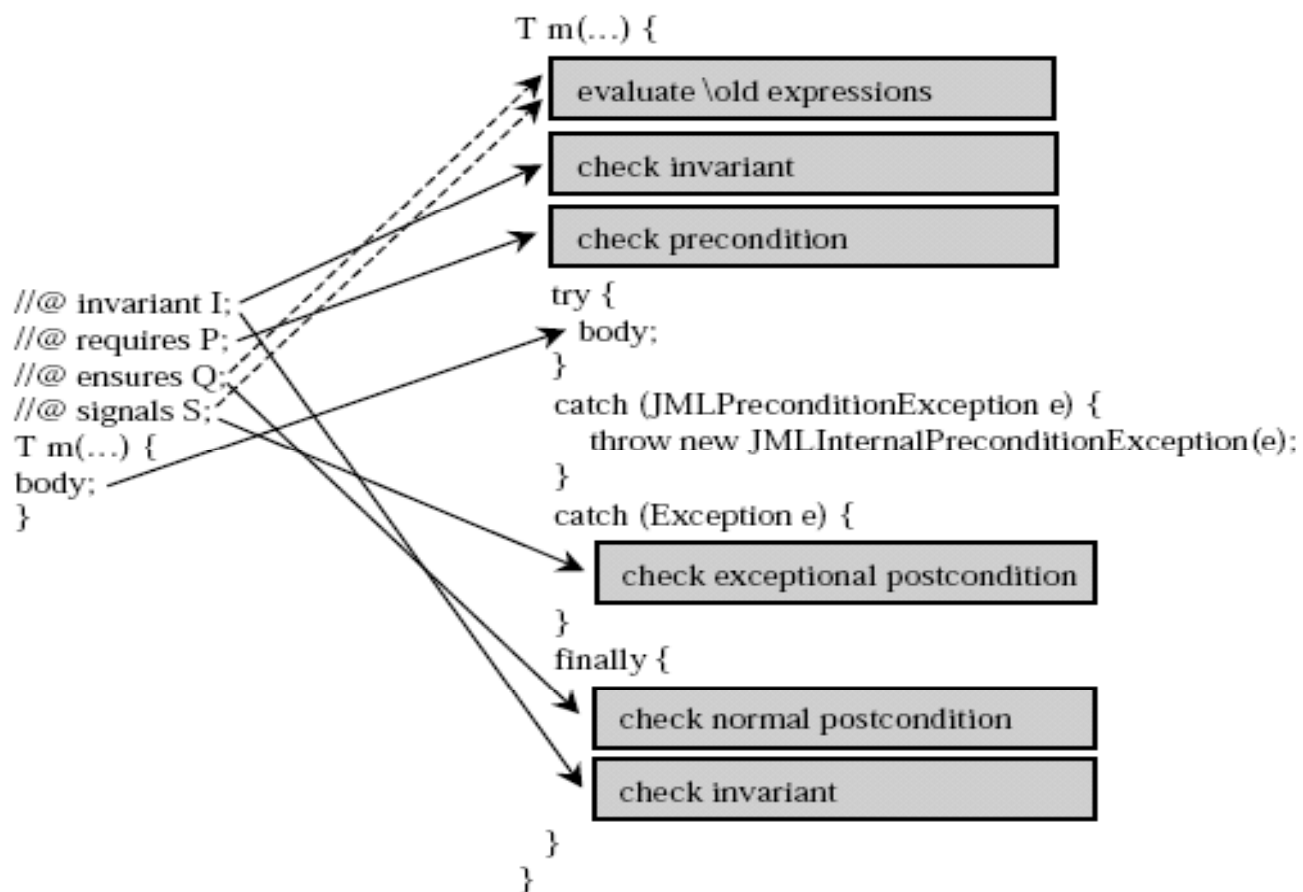 T m(...) {
evaluate \old expressions
check invariant
check precondition
//@ invariant I;
//@ requires P;
//@ ensures Q;
//@ signals S;
T m(...) {
body;
}
try {
body;
}
catch (JMLPreconditionException e) {
throw new JMLInternalPreconditionException(e);
}
catch (Exception e) {
check exceptional postcondition
}
finally {
check normal postcondition
check invariant
}
}